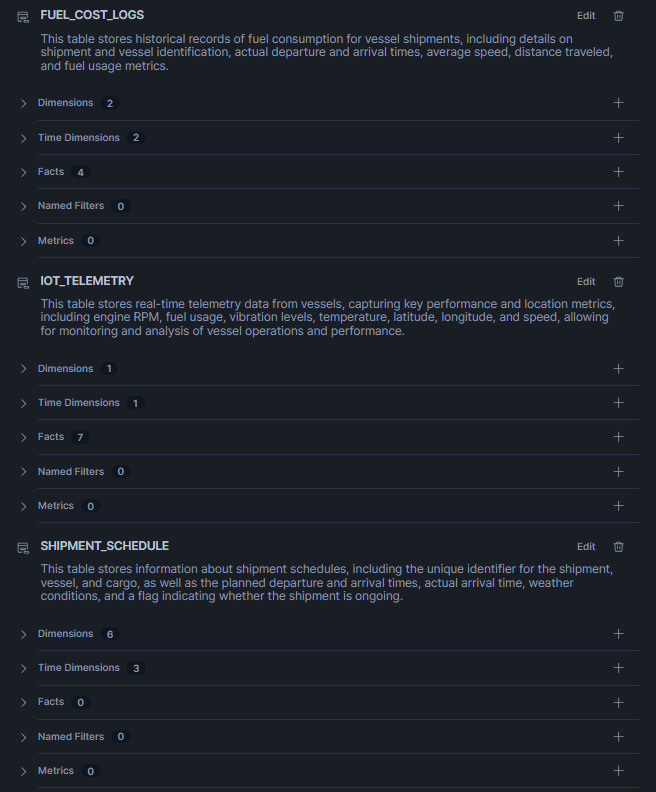 FUEL_COST_LOGS Edit
This table stores historical records of fuel consumption for vessel shipments, including details on
shipment and vessel identification, actual departure and arrival times, average speed, distance traveled,
and fuel usage metrics.
Dimensions 2
Time Dimensions 2
Facts 4
Named Filters 0
Metrics 0
IOT_TELEMETRY Edit
This table stores real-time telemetry data from vessels, capturing key performance and location metrics,
including engine RPM, fuel usage, vibration levels, temperature, latitude, longitude, and speed, allowing
for monitoring and analysis of vessel operations and performance.
Dimensions 1
Time Dimensions 1
Facts 7
Named Filters 0
Metrics 0
SHIPMENT_SCHEDULE Edit
This table stores information about shipment schedules, including the unique identifier for the shipment,
vessel, and cargo, as well as the planned departure and arrival times, actual arrival time, weather
conditions, and a flag indicating whether the shipment is ongoing.
Dimensions 6
Time Dimensions 3
Facts 0
Named Filters 0
Metrics 0